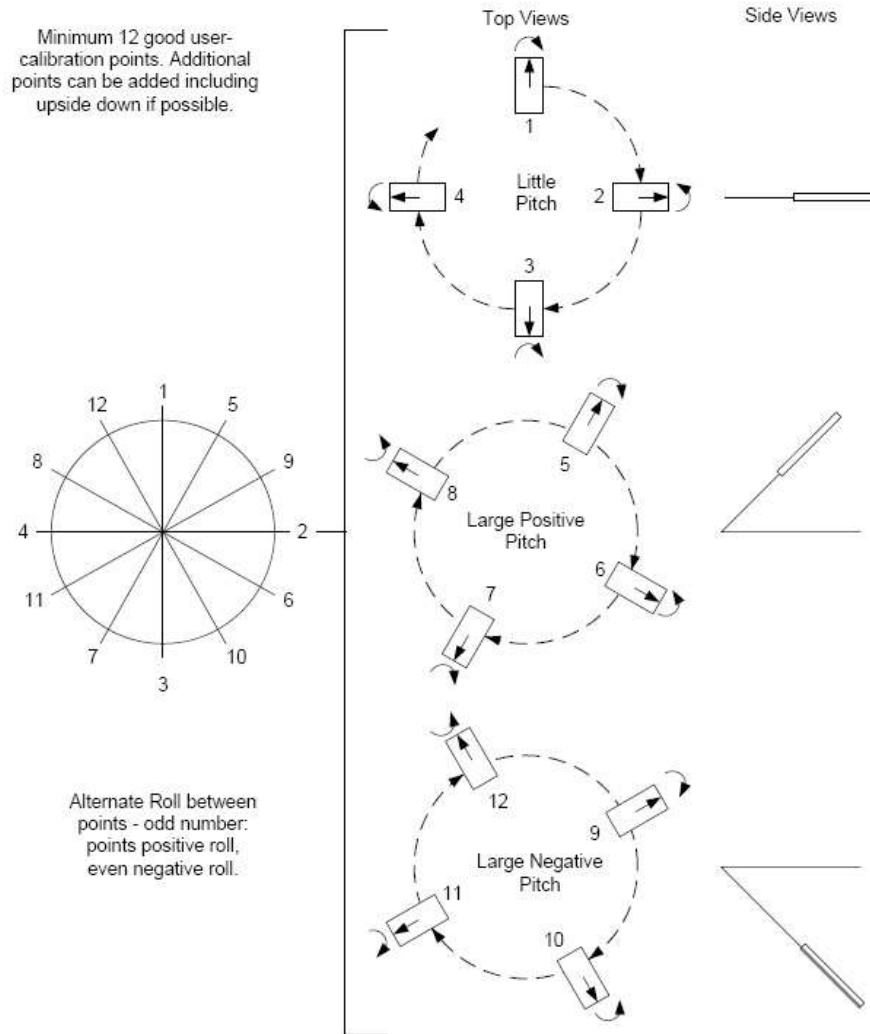 Minimum 12 good user-
calibration points. Additional
points can be added including
upside down if possible.
Top Views
Side Views
1
Little
Pitch
4
2
3
1
12
5
8
9
4
2
11
6
7
10
3
5
8
Large Positive
Pitch
6
7
Alternate Roll between
points - odd number:
points positive roll,
even negative roll.
12
9
Large Negative
Pitch
11
10